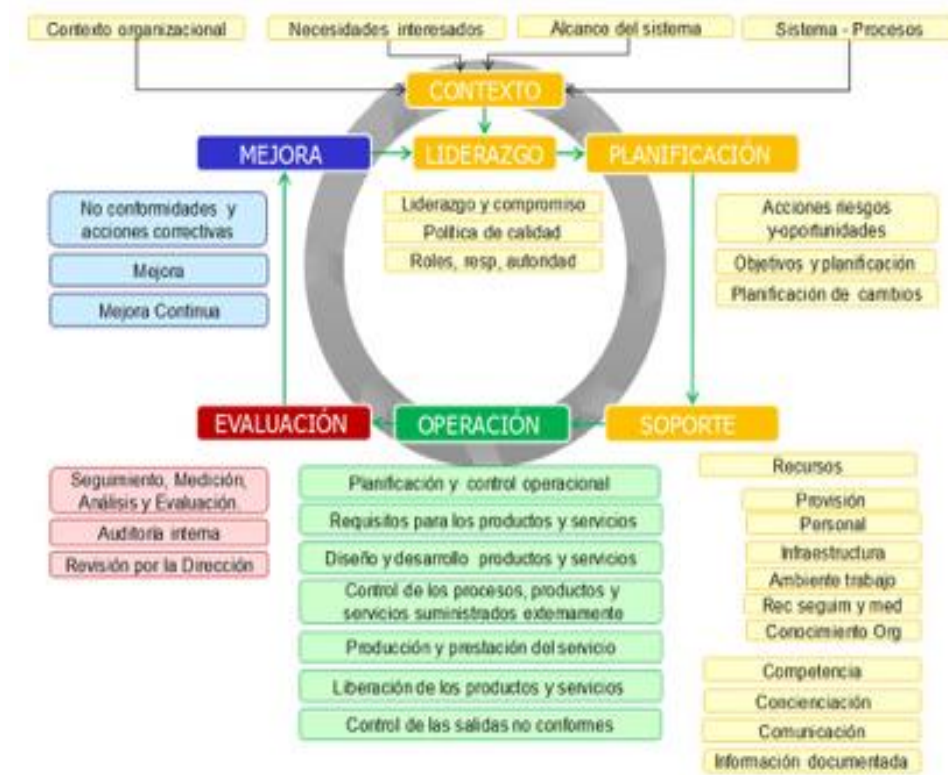 Contexto organizacional
Necesidades interesados
Alcance del sistema
Sistema - Procesos
CONTEXTO
MEJORA
LIDERAZGO
PLANIFICACIÓN
No conformidades y
acciones correctivas
Mejora
Mejora Continua
Liderazgo y compromiso
Política de calidad
Roles, resp, autoridad
Acciones riesgos
y oportunidades
Objetivos y planificación
Planificación de cambios
EVALUACIÓN
OPERACIÓN
SOPORTE
Seguimiento, Medición,
Análisis y Evaluación.
Auditoría interna
Revisión por la Dirección
Planificación y control operacional
Requisitos para los productos y servicios
Diseño y desarrollo productos y servicios
Control de los procesos, productos y
servicios suministrados externamente
Producción y prestación del servicio
Liberación de los productos y servicios
Control de las salidas no conformes
Recursos
Provisión
Personal
Infraestructura
Ambiente trabajo
Rec seguim y med
Conocimiento Org
Competencia
Concienciación
Comunicación
Información documentada